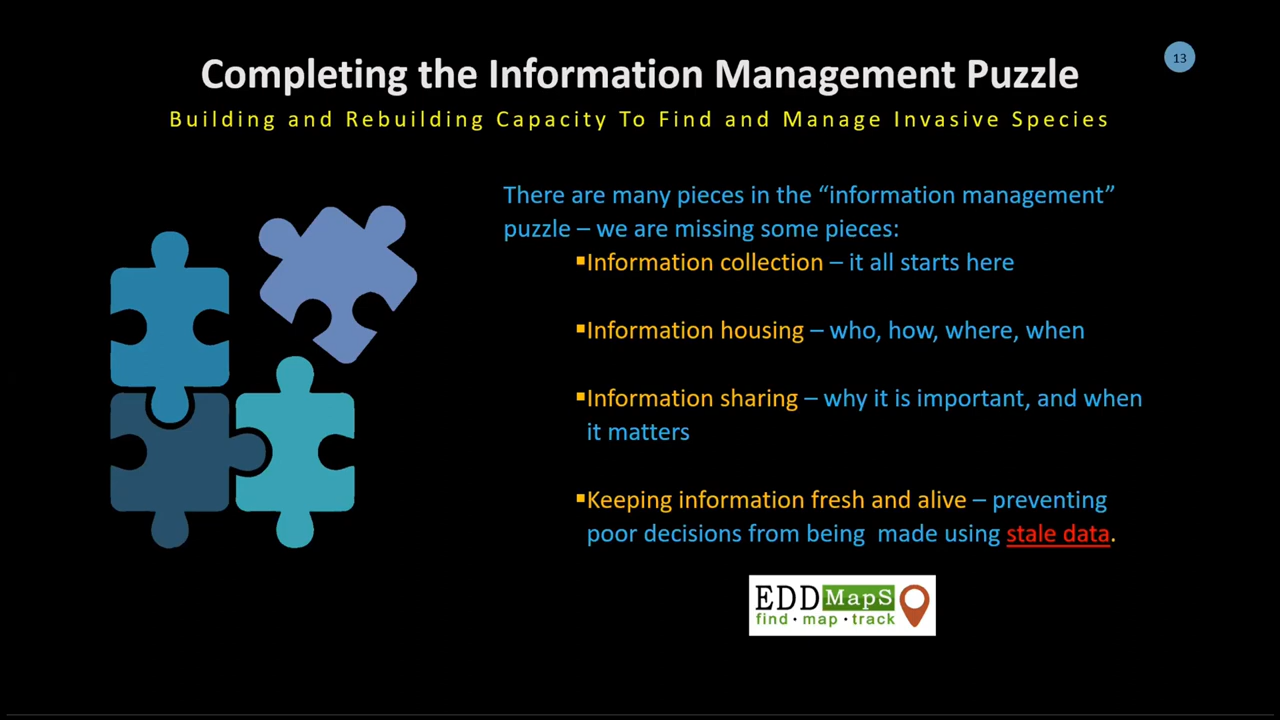 13
Completing the Information Management Puzzle
Building and Rebuilding Capacity To Find and Manage Invasive Species
There are many pieces in the “information management”
puzzle – we are missing some pieces:
▪Information collection – it all starts here
▪Information housing – who, how, where, when
▪Information sharing – why it is important, and when
it matters
▪Keeping information fresh and alive – preventing
poor decisions from being  made using stale data.
EDDMapS
find · map · track